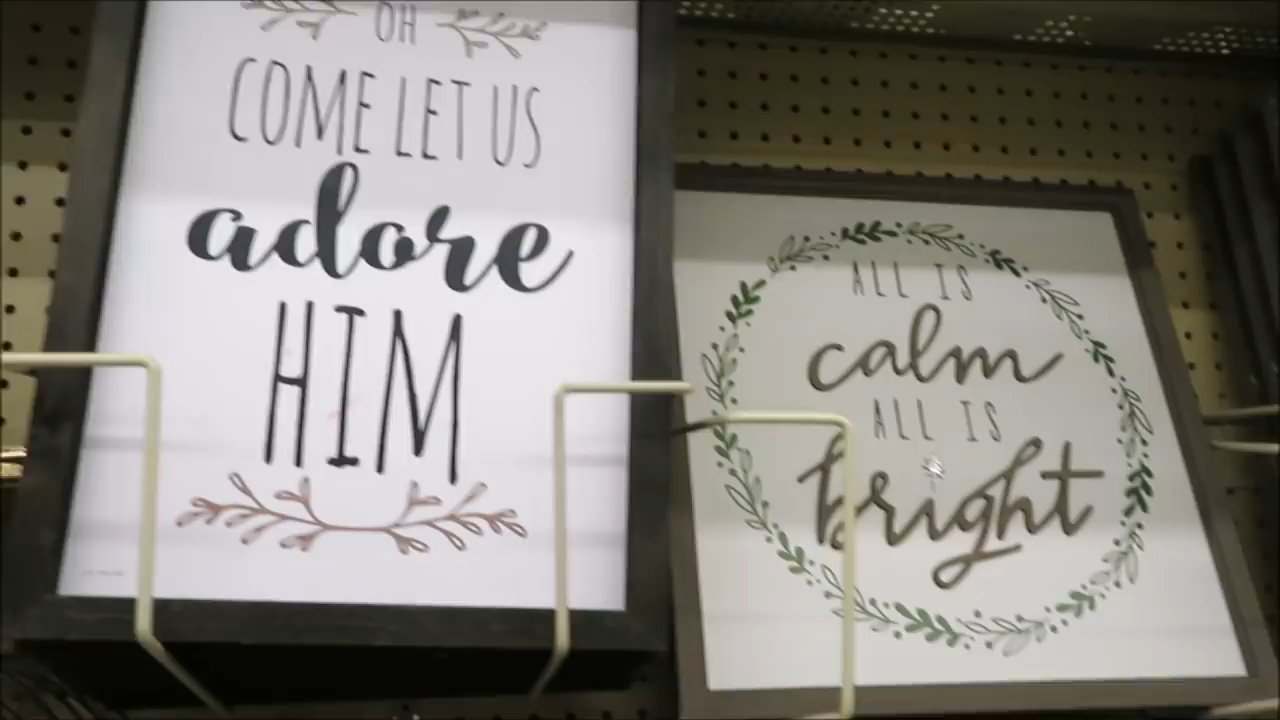 OH
COME LET US
adore
HIM
ALL IS
calm
ALL IS
bright